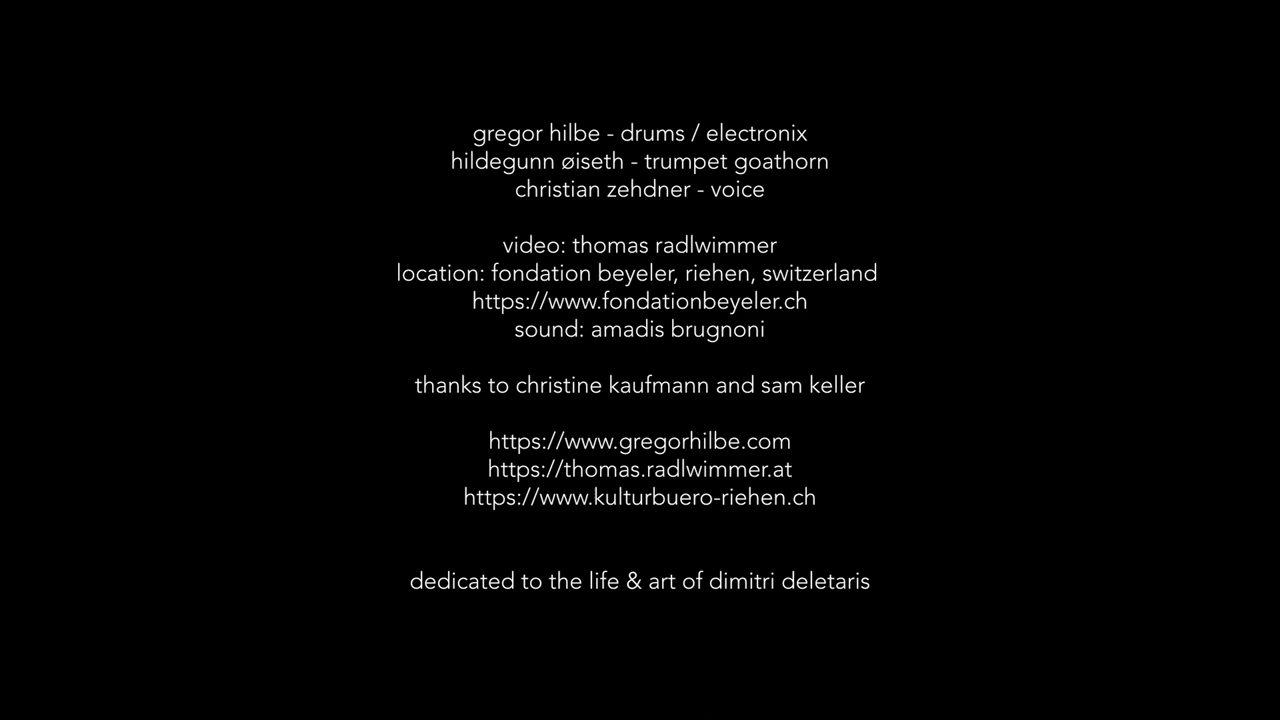 gregor hilbe - drums / electronix
hildegunn øiseth - trumpet goathorn
christian zehdner - voice
video: thomas radlwimmer
location: fondation beyeler, riehen, switzerland
https://www.fondationbeyeler.ch
sound: amadis brugnoni
thanks to christine kaufmann and sam keller
https://www.gregorhilbe.com
https://thomas.radlwimmer.at
https://www.kulturbuero-riehen.ch
dedicated to the life & art of dimitri deletaris